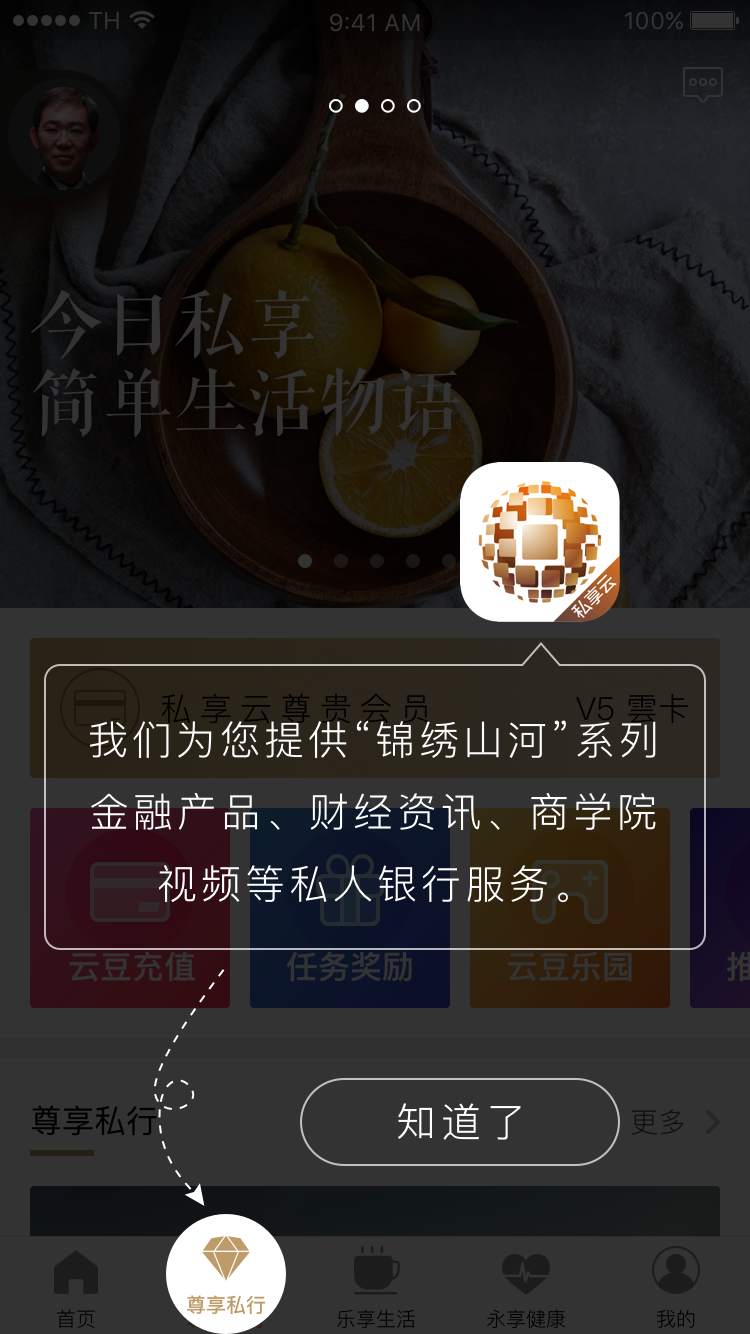 TH 9:41 AM 100%
今日私享
简单生活物语
私享云
私享云尊贵会员 V5 雲卡
我们为您提供“锦绣山河”系列
金融产品、财经资讯、商学院
视频等私人银行服务。
云豆充值 任务奖励 云豆乐园 推
尊享私行 知道了 更多
首页 尊享私行 乐享生活 永享健康 我的